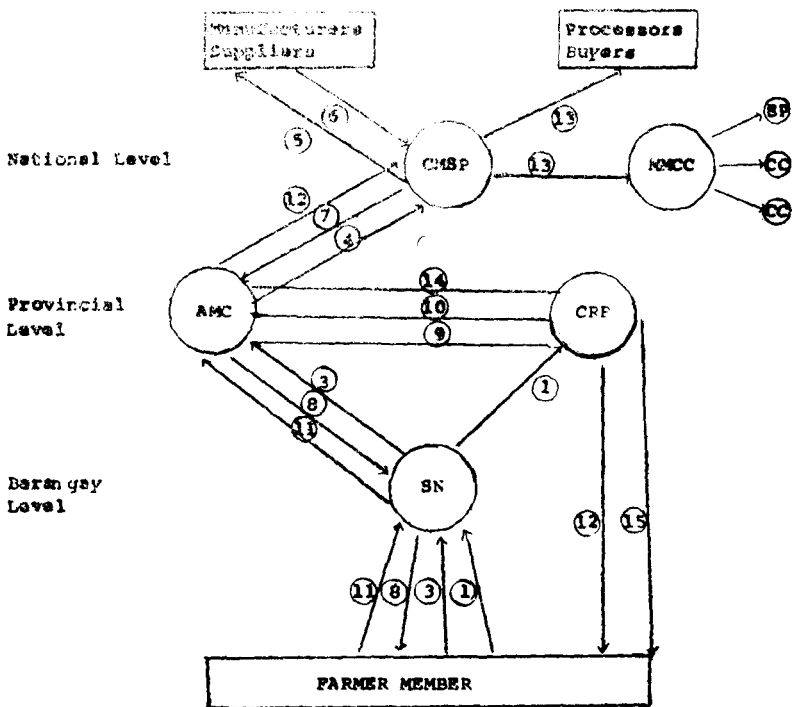 Manufacturers
Suppliers
Processors
Buyers
6
13
5
National Level
CMSP
13
NMCC
SP
CC
CC
12
7
4
Provincial
Level
AMC
14
10
9
CRB
3
8
11
1
Barangay
Level
SN
12
15
11
8
3
1
FARMER MEMBER